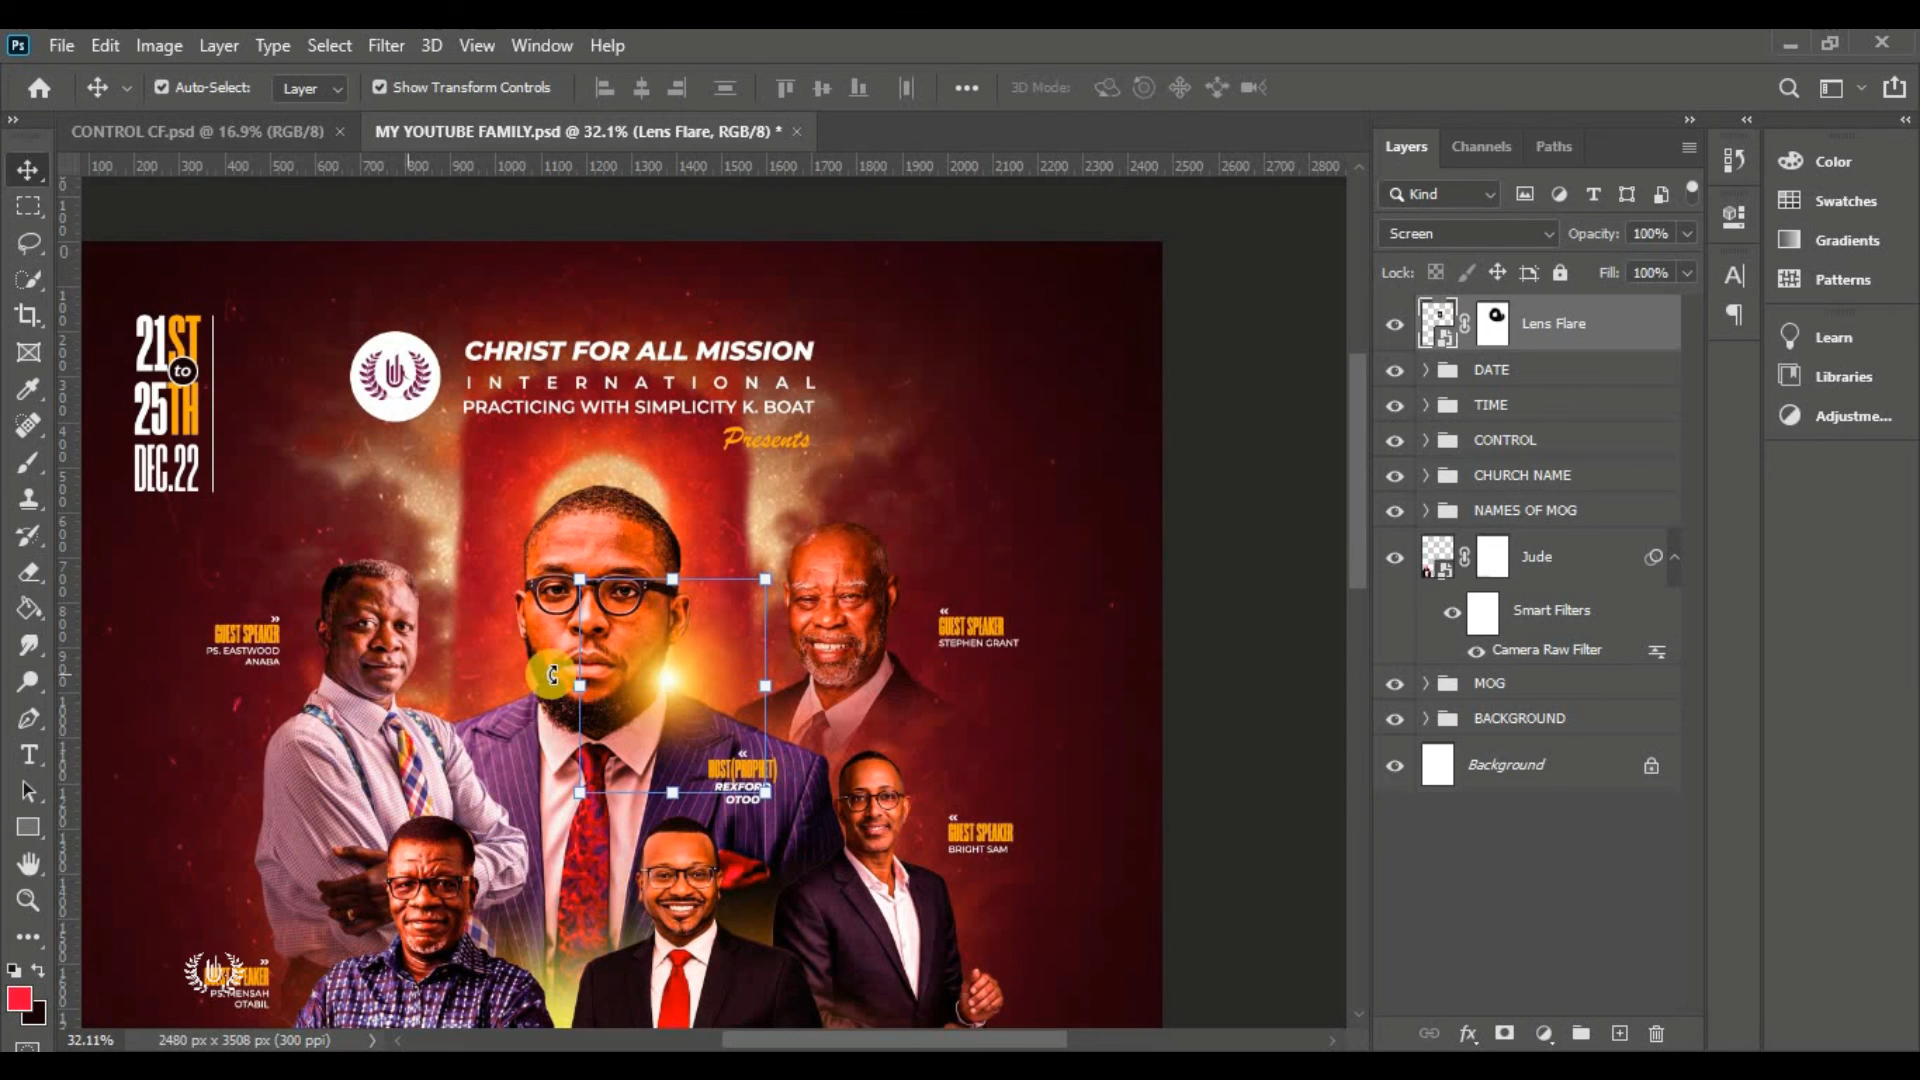 Ps File Edit Image Layer Type Select Filter 3D View Window Help
Auto-Select: Layer Show Transform Controls 3D Mode:
CONTROL CF.psd @ 16.9% (RGB/8) × MY YOUTUBE FAMILY.psd @ 32.1% (Lens Flare, RGB/8) * ×
100 200 300 400 500 600 700 800 900 1000 1100 1200 1300 1400 1500 1600 1700 1800 1900 2000 2100 2200 2300 2400 2500 2600 2700 2800
21ST
to
25TH
DEC.22
CHRIST FOR ALL MISSION
INTERNATIONAL
PRACTICING WITH SIMPLICITY K. BOAT
Presents
»
GUEST SPEAKER
PS. EASTWOOD
ANABA
«
GUEST SPEAKER
STEPHEN GRANT
«
HOST(PROPHET)
REXFORD
OTOO
«
GUEST SPEAKER
BRIGHT SAM
»
GUEST SPEAKER
PS. MENSAH
OTABIL
32.11% 2480 px x 3508 px (300 ppi)
Layers Channels Paths
Kind
Screen Opacity: 100%
Lock: Fill: 100%
Lens Flare
DATE
TIME
CONTROL
CHURCH NAME
NAMES OF MOG
Jude
Smart Filters
Camera Raw Filter
MOG
BACKGROUND
Background
Color
Swatches
Gradients
Patterns
Learn
Libraries
Adjustme...